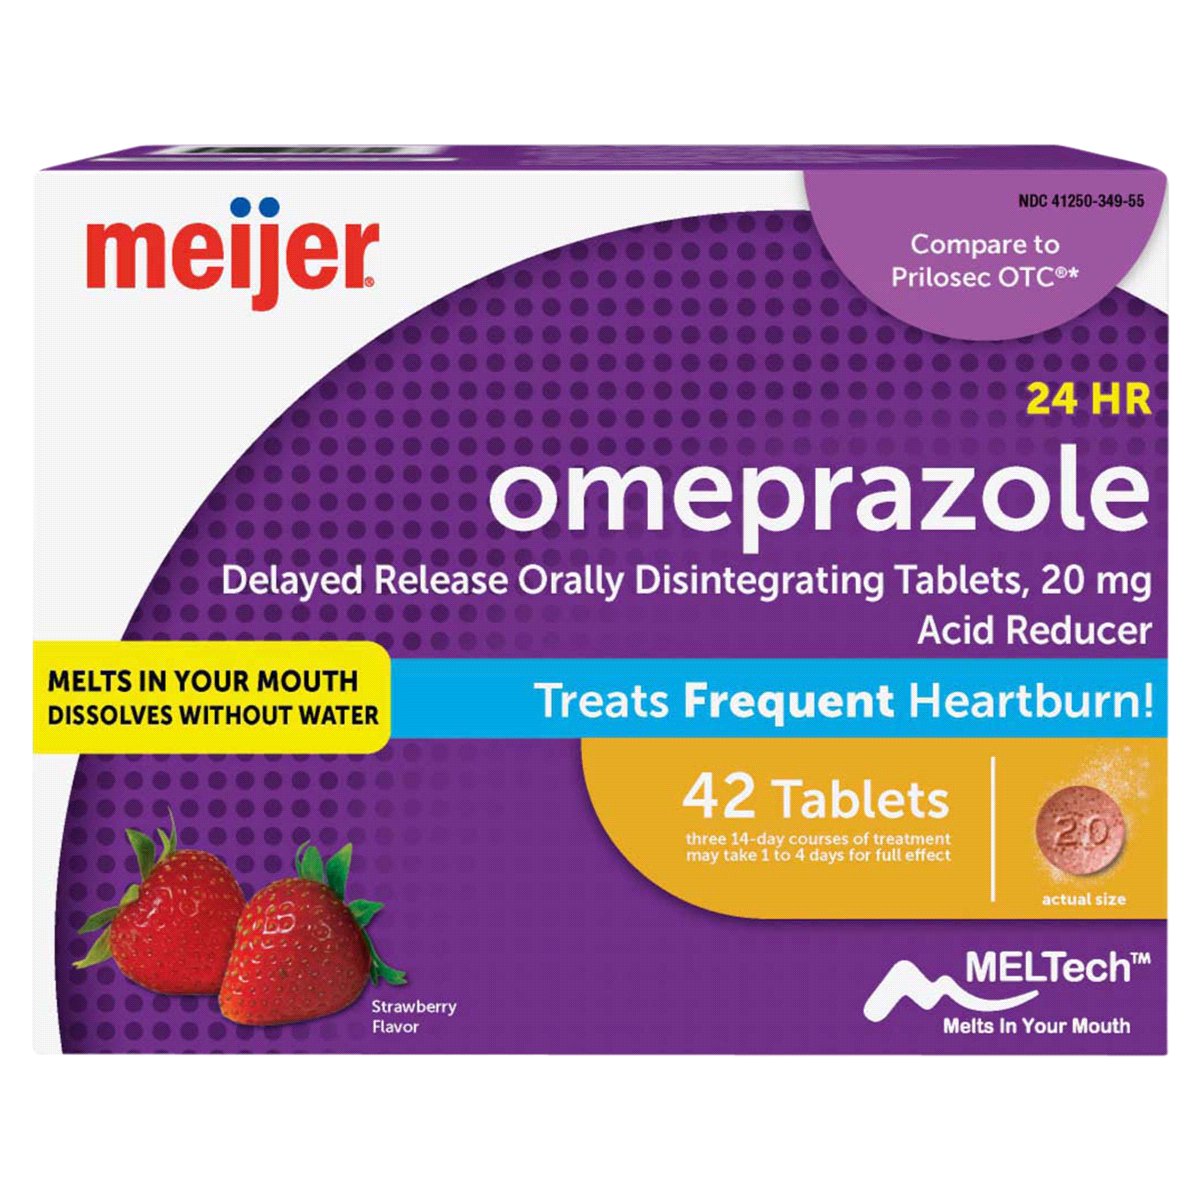 meijer®
NDC 41250-349-55
Compare to
Prilosec OTC®*
24 HR
omeprazole
Delayed Release Orally Disintegrating Tablets, 20 mg
Acid Reducer
MELTS IN YOUR MOUTH
DISSOLVES WITHOUT WATER
Treats Frequent Heartburn!
42 Tablets
three 14-day courses of treatment
may take 1 to 4 days for full effect
20
actual size
Strawberry
Flavor
MELTech™
Melts In Your Mouth